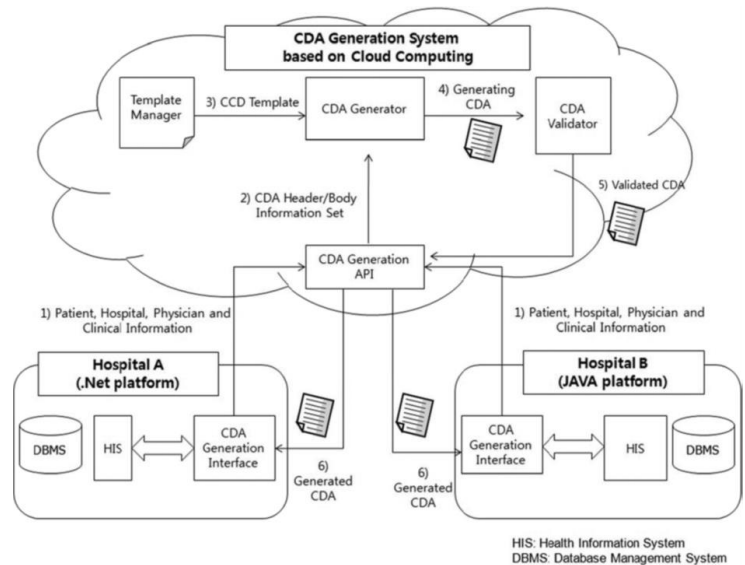 CDA Generation System
based on Cloud Computing
Template
Manager
3) CCD Template
CDA Generator
4) Generating
CDA
CDA
Validator
2) CDA Header/Body
Information Set
5) Validated CDA
CDA Generation
API
1) Patient, Hospital, Physician and
Clinical Information
1) Patient, Hospital, Physician and
Clinical Information
Hospital A
(.Net platform)
Hospital B
(JAVA platform)
DBMS
HIS
CDA
Generation
Interface
6)
Generated
CDA
6)
Generated
CDA
CDA
Generation
Interface
HIS
DBMS
HIS: Health Information System
DBMS: Database Management System